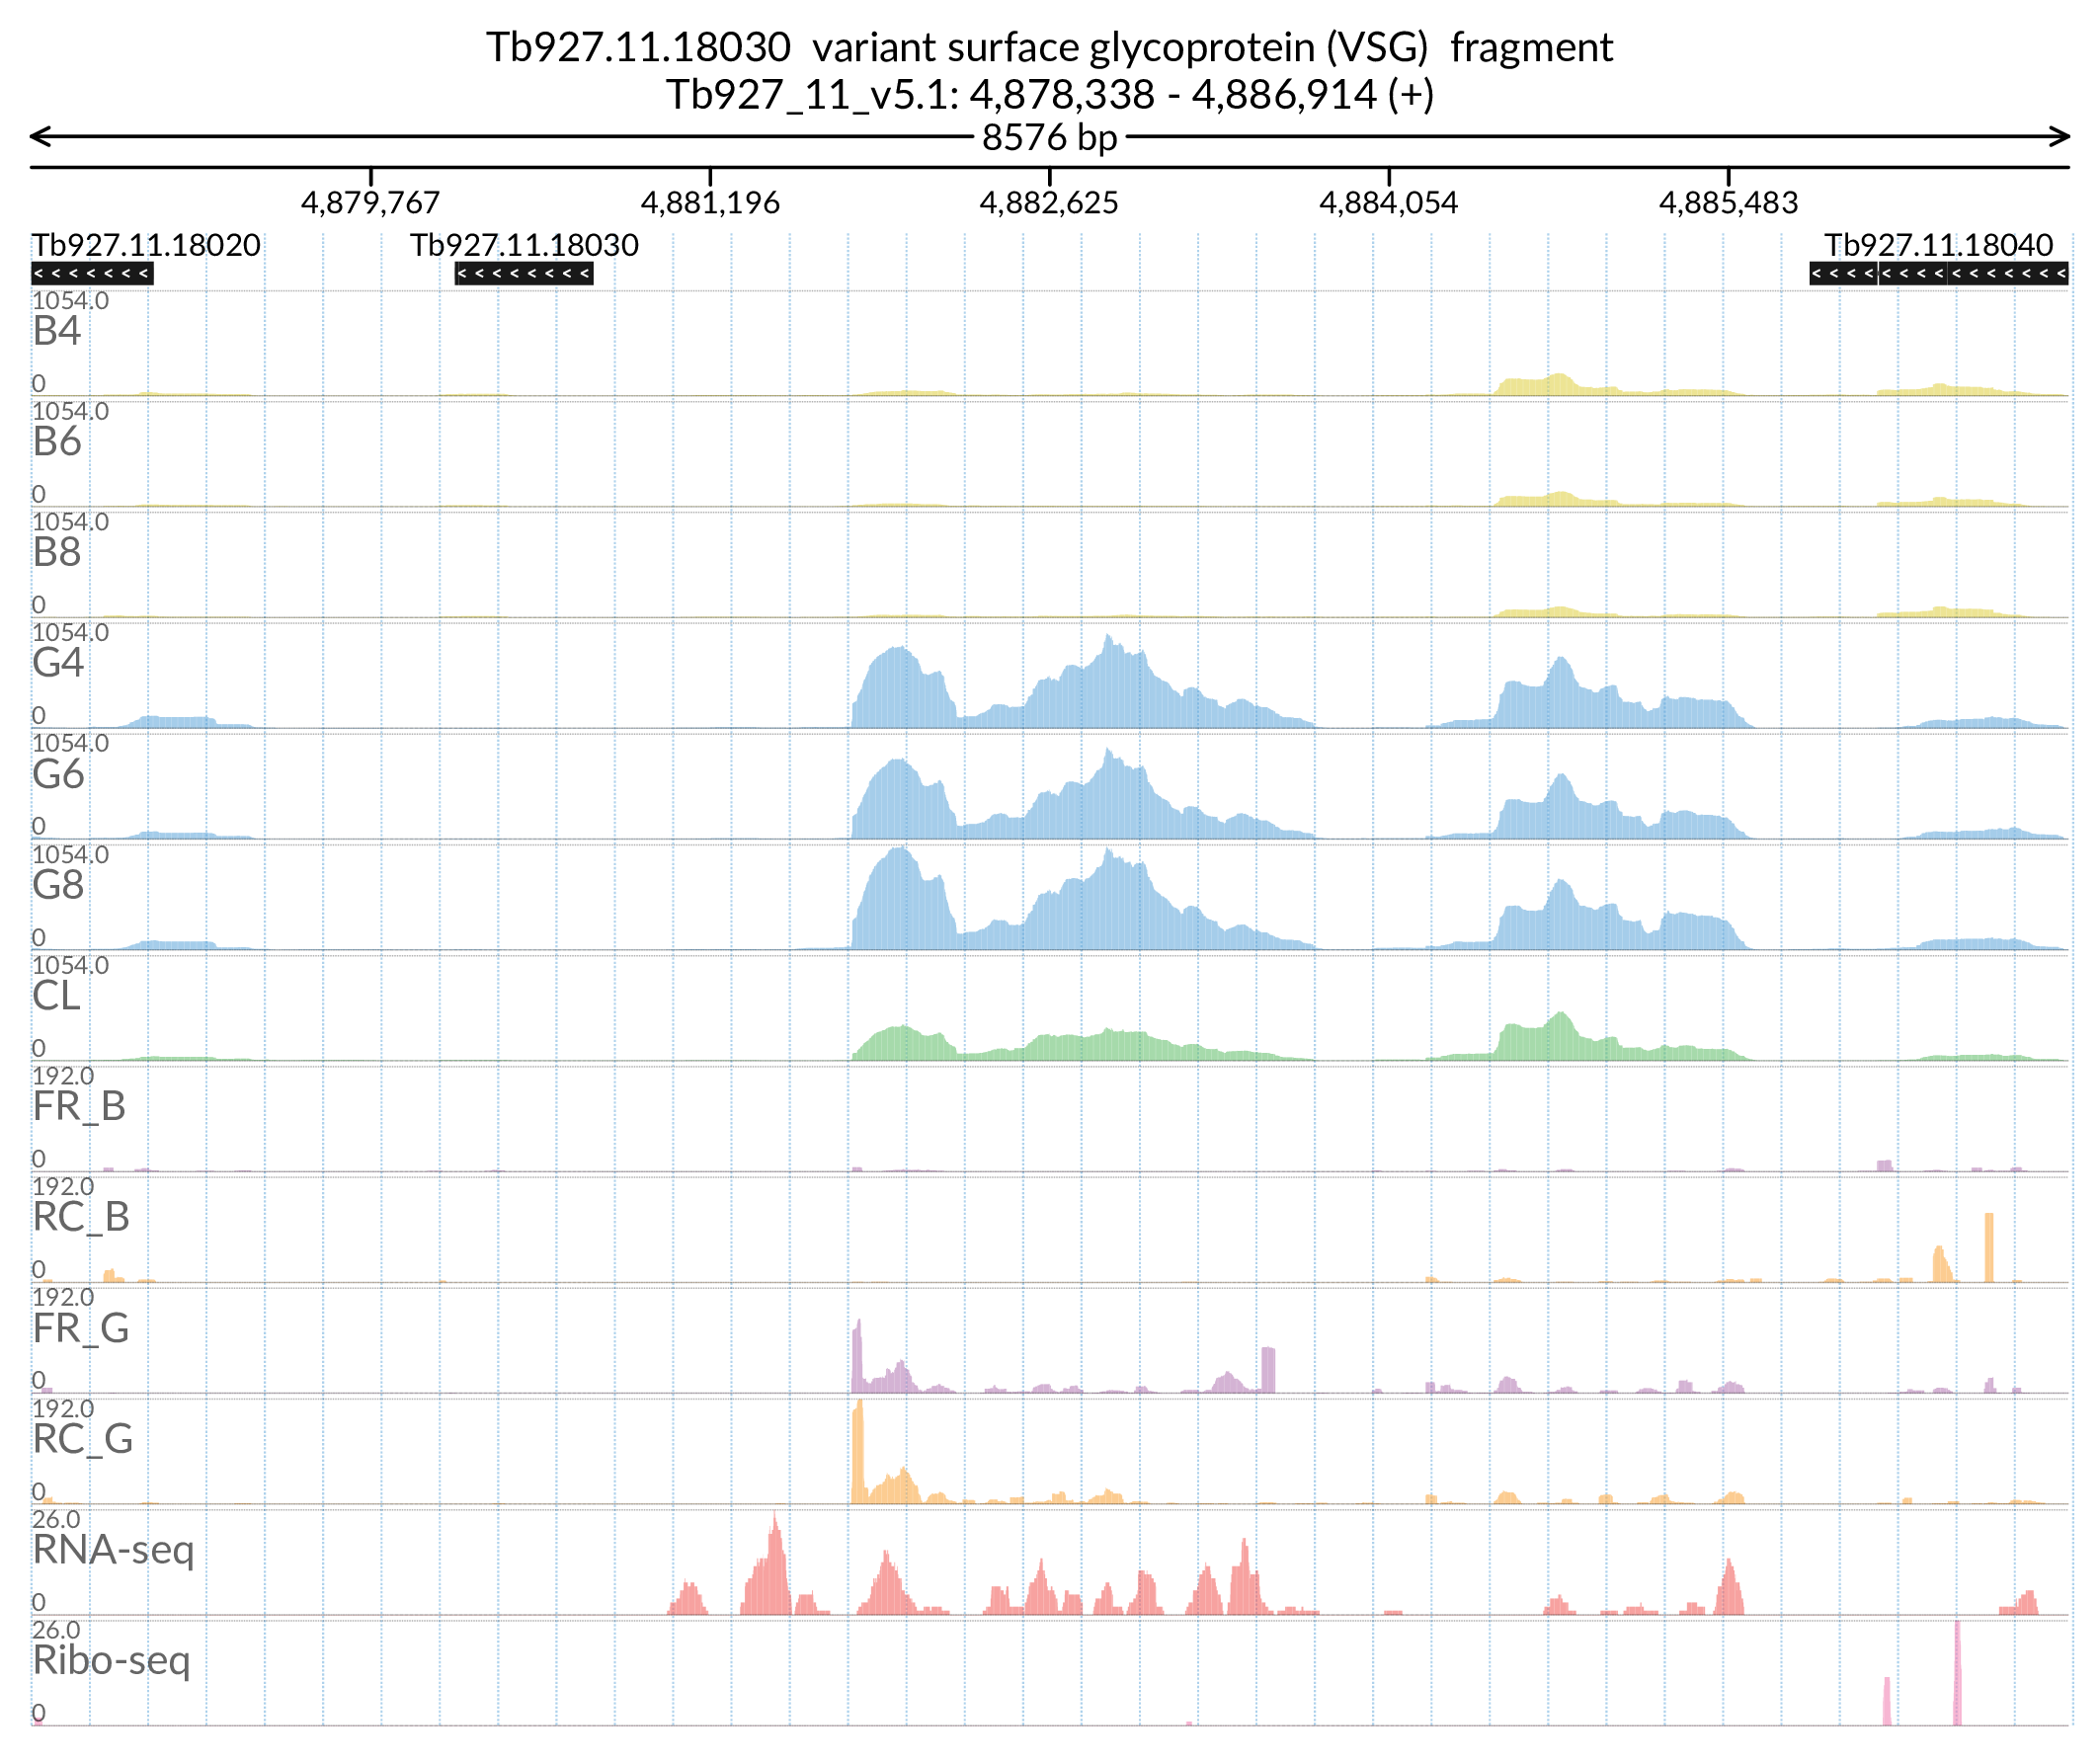 Tb927.11.18030 variant surface glycoprotein (VSG) fragment
Tb927_11_v5.1: 4,878,338 - 4,886,914 (+)
8576 bp
4,879,767 4,881,196 4,882,625 4,884,054 4,885,483
Tb927.11.18020 Tb927.11.18030 Tb927.11.18040
1054.0
B4
0
1054.0
B6
0
1054.0
B8
0
1054.0
G4
0
1054.0
G6
0
1054.0
G8
0
1054.0
CL
0
192.0
FR_B
0
192.0
RC_B
0
192.0
FR_G
0
192.0
RC_G
0
26.0
RNA-seq
0
26.0
Ribo-seq
0